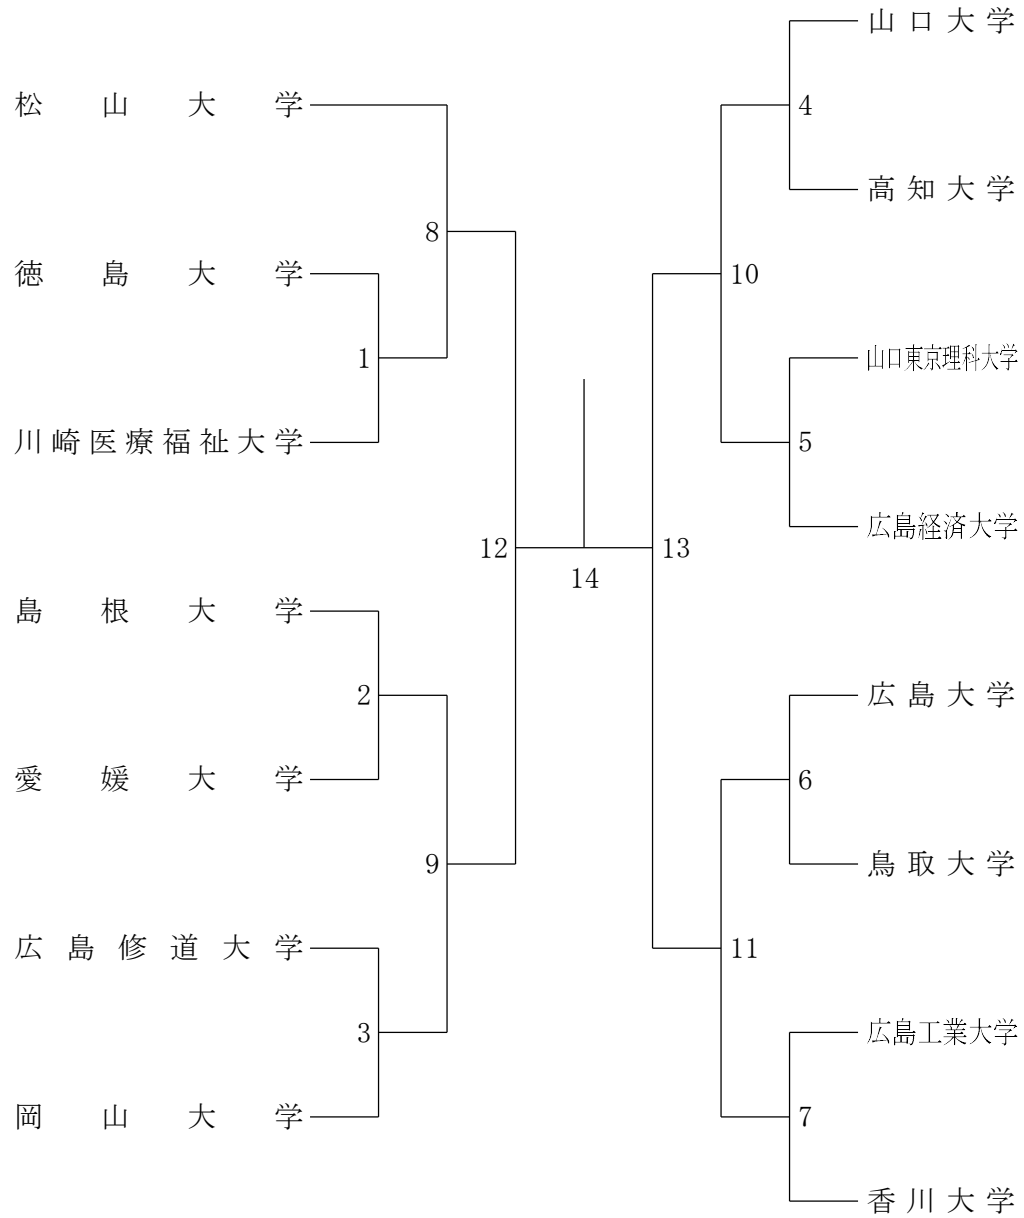 松山大学
8
徳島大学
1
川崎医療福祉大学
12
島根大学
2
愛媛大学
9
広島修道大学
3
岡山大学
14
山口大学
4
高知大学
10
山口東京理科大学
5
広島経済大学
13
広島大学
6
鳥取大学
11
広島工業大学
7
香川大学